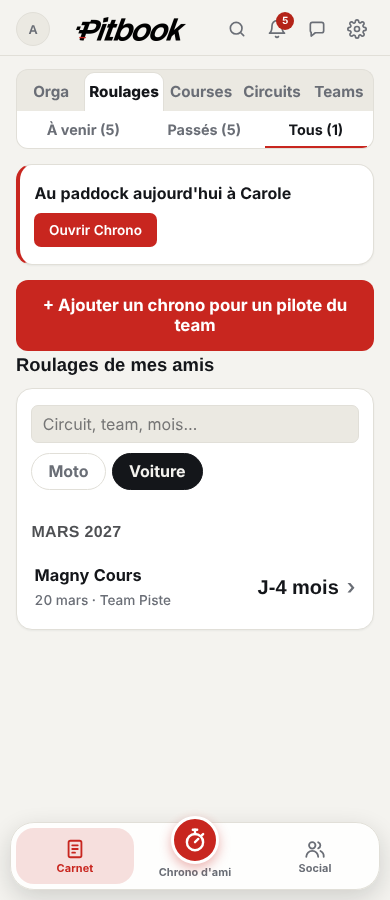 A
Pitbook
5
Orga
Roulages
Courses
Circuits
Teams
À venir (5)
Passés (5)
Tous (1)
Au paddock aujourd'hui à Carole
Ouvrir Chrono
+ Ajouter un chrono pour un pilote du
team
Roulages de mes amis
Circuit, team, mois...
Moto
Voiture
MARS 2027
Magny Cours
20 mars · Team Piste
J-4 mois ›
Carnet
Chrono d'ami
Social